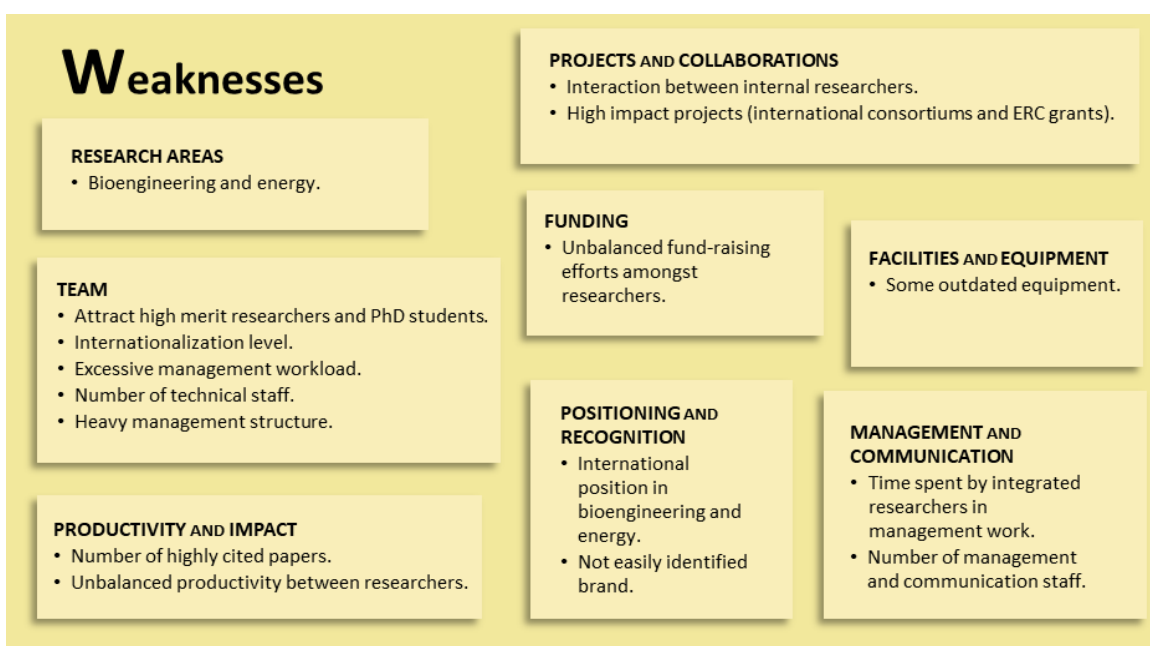 Weaknesses
RESEARCH AREAS
• Bioengineering and energy.
TEAM
• Attract high merit researchers and PhD students.
• Internationalization level.
• Excessive management workload.
• Number of technical staff.
• Heavy management structure.
PRODUCTIVITY AND IMPACT
• Number of highly cited papers.
• Unbalanced productivity between researchers.
PROJECTS AND COLLABORATIONS
• Interaction between internal researchers.
• High impact projects (international consortiums and ERC grants).
FUNDING
• Unbalanced fund-raising
efforts amongst
researchers.
FACILITIES AND EQUIPMENT
• Some outdated equipment.
POSITIONING AND
RECOGNITION
• International
position in
bioengineering and
energy.
• Not easily identified
brand.
MANAGEMENT AND
COMMUNICATION
• Time spent by integrated
researchers in
management work.
• Number of management
and communication staff.